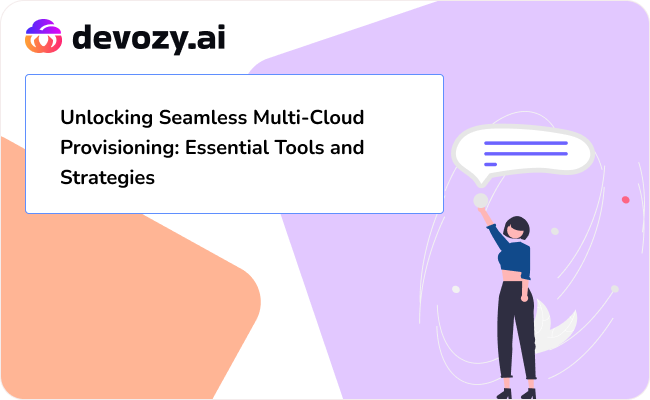 devozy.ai
Unlocking Seamless Multi-Cloud
Provisioning: Essential Tools and
Strategies